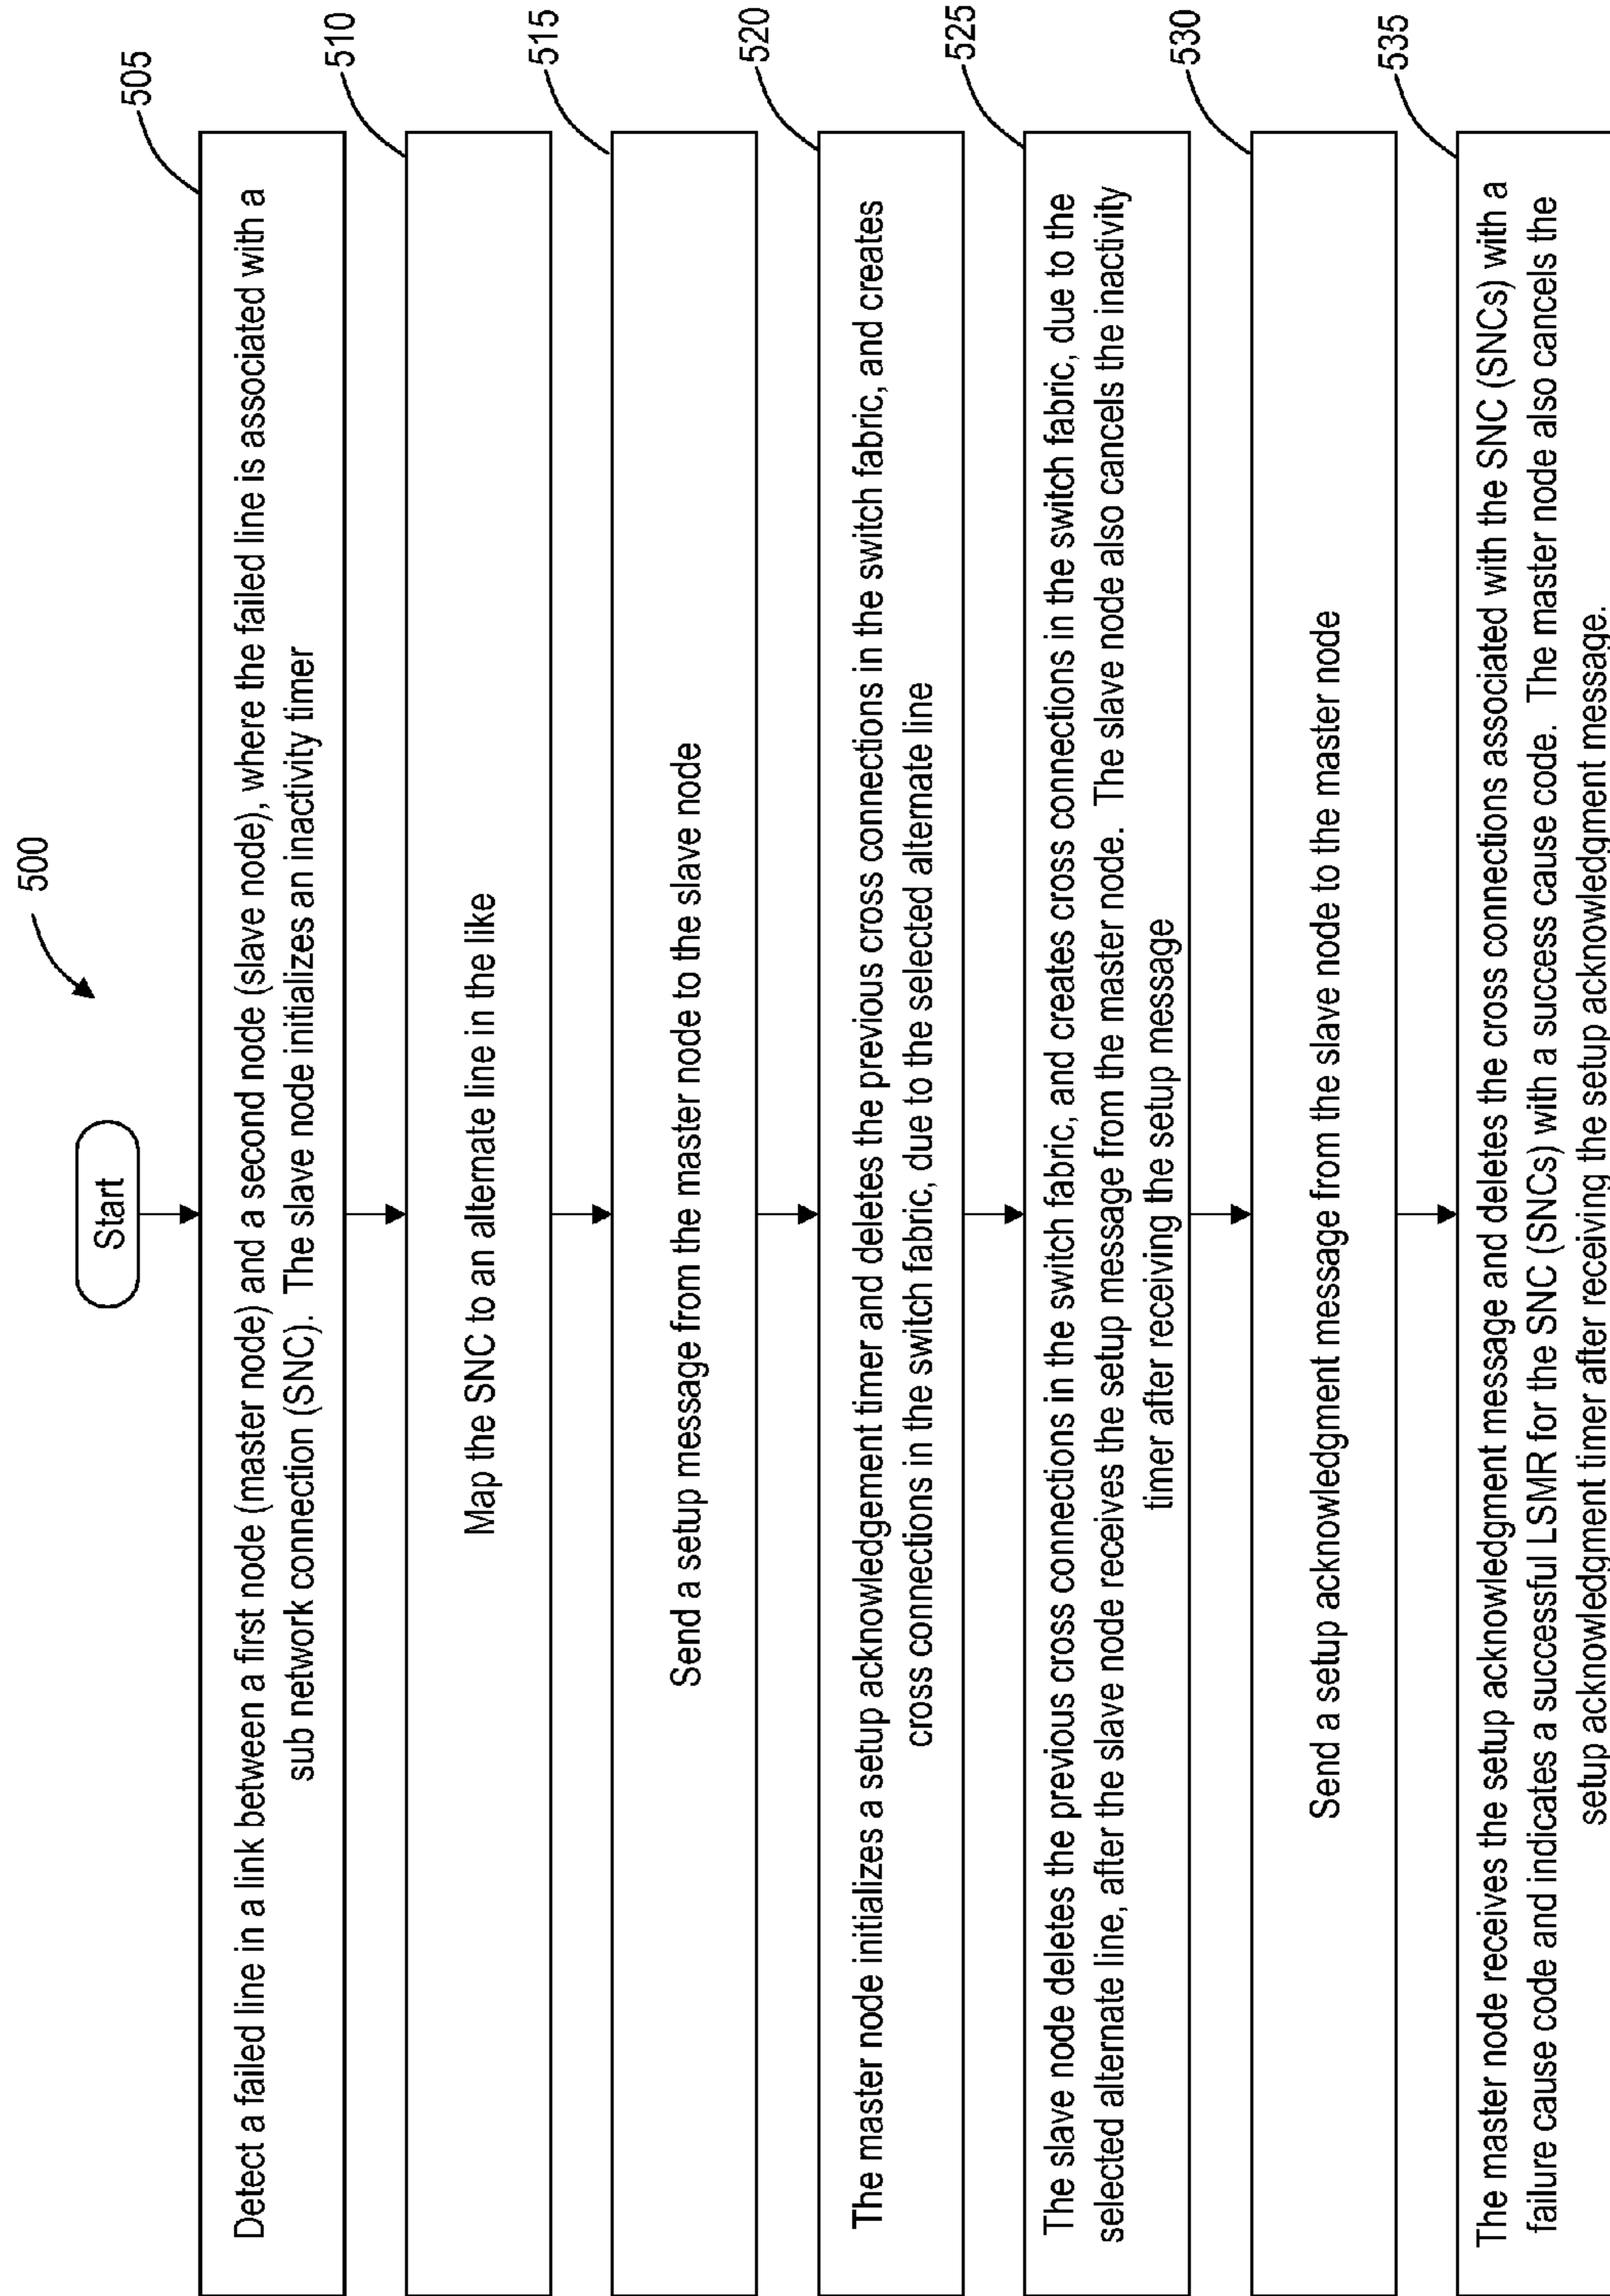 500
Start
505
Detect a failed line in a link between a first node (master node) and a second node (slave node), where the failed line is associated with a
sub network connection (SNC). The slave node initializes an inactivity timer
510
Map the SNC to an alternate line in the like
515
Send a setup message from the master node to the slave node
520
The master node initializes a setup acknowledgement timer and deletes the previous cross connections in the switch fabric, and creates
cross connections in the switch fabric, due to the selected alternate line
525
The slave node deletes the previous cross connections in the switch fabric, and creates cross connections in the switch fabric, due to the
selected alternate line, after the slave node receives the setup message from the master node. The slave node also cancels the inactivity
timer after receiving the setup message
530
Send a setup acknowledgment message from the slave node to the master node
535
The master node receives the setup acknowledgment message and deletes the cross connections associated with the SNC (SNCs) with a
failure cause code and indicates a successful LSMR for the SNC (SNCs) with a success cause code. The master node also cancels the
setup acknowledgment timer after receiving the setup acknowledgment message.